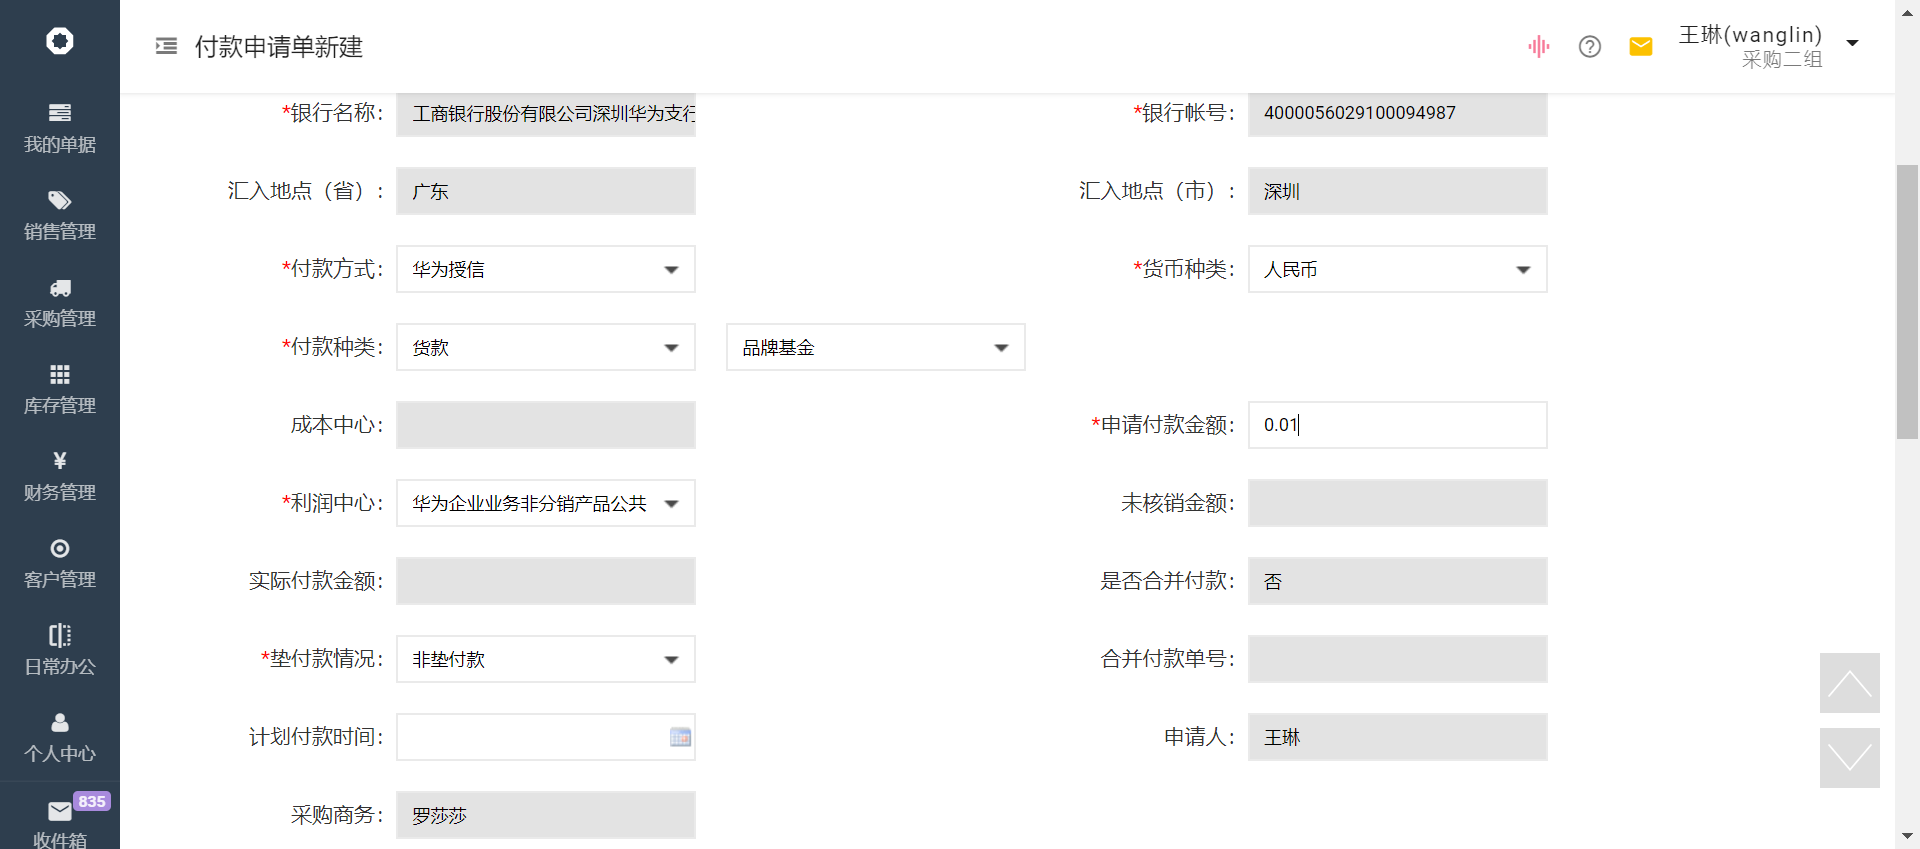 付款申请单新建
王琳(wanglin)
采购二组
我的单据
销售管理
采购管理
库存管理
¥
财务管理
客户管理
日常办公
个人中心
835
收件箱
*银行名称：
工商银行股份有限公司深圳华为支行
*银行帐号：
4000056029100094987
汇入地点（省）：
广东
汇入地点（市）：
深圳
*付款方式：
华为授信
*货币种类：
人民币
*付款种类：
货款
品牌基金
成本中心：
*申请付款金额：
0.01
*利润中心：
华为企业业务非分销产品公共
未核销金额：
实际付款金额：
是否合并付款：
否
*垫付款情况：
非垫付款
合并付款单号：
计划付款时间：
申请人：
王琳
采购商务：
罗莎莎